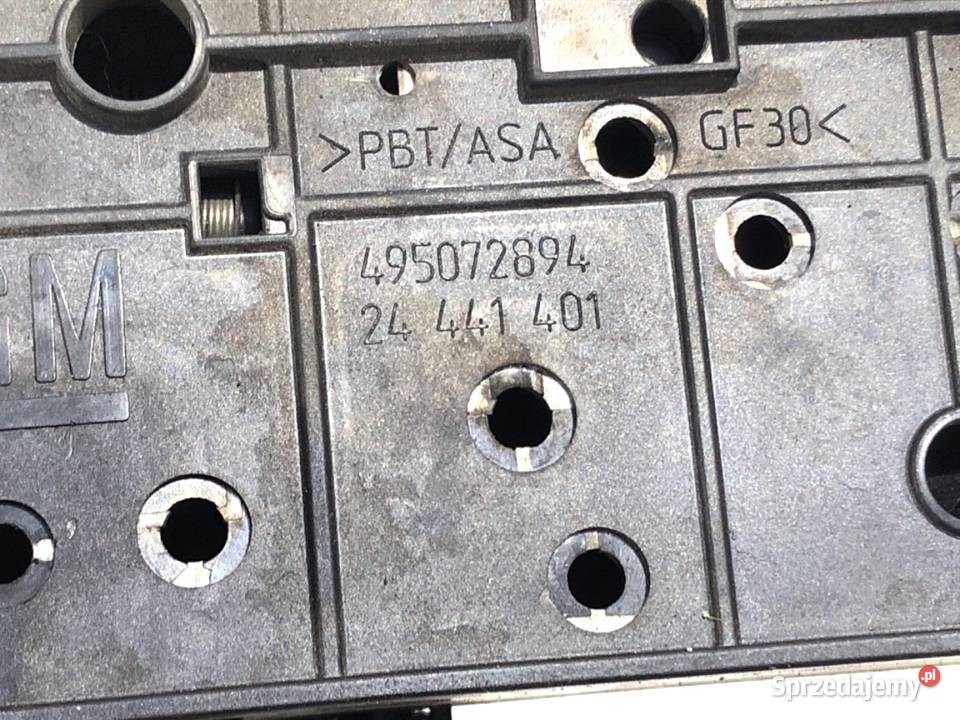 >PBT/ASA GF30<
495072894
24 441 401
GM
Sprzedajemy.pl